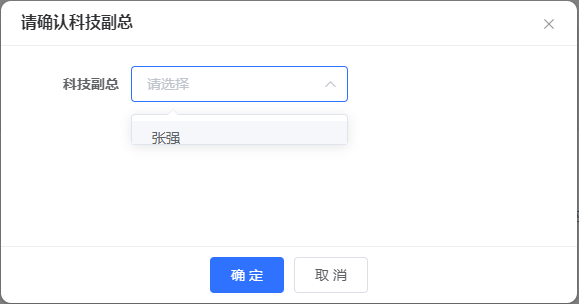 请确认科技副总
科技副总
请选择
张强
确 定
取 消